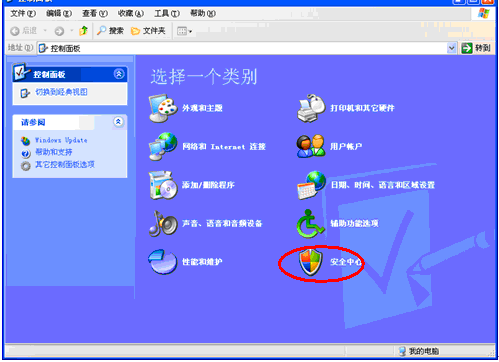 控制面板
文件(F) 编辑(E) 查看(V) 收藏(A) 工具(T) 帮助(H)
后退 搜索 文件夹
地址(D) 控制面板 转到
控制面板
切换到经典视图
请参阅
Windows Update
帮助和支持
其它控制面板选项
选择一个类别
外观和主题 打印机和其它硬件
网络和 Internet 连接 用户帐户
添加/删除程序 日期、时间、语言和区域设置
声音、语音和音频设备 辅助功能选项
性能和维护 安全中心
我的电脑